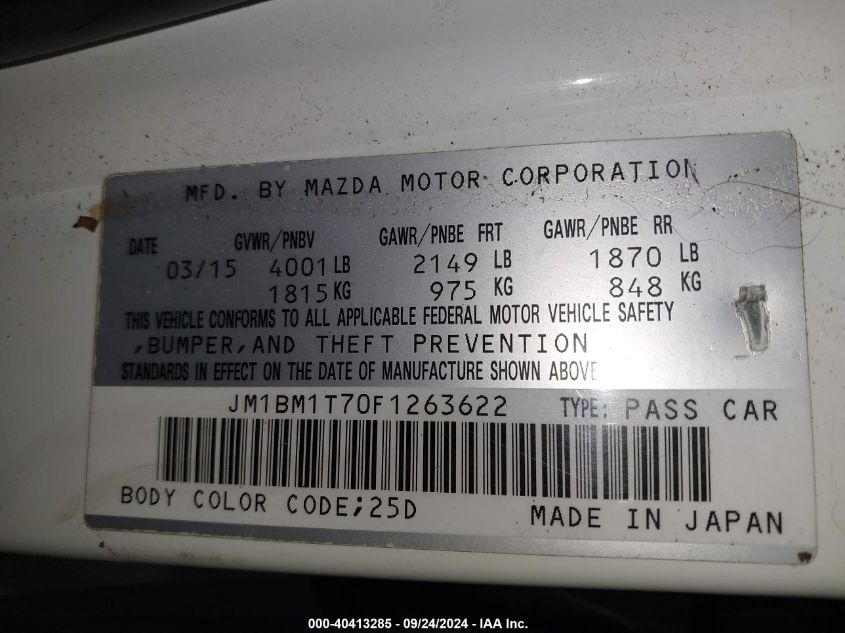 MFD. BY MAZDA MOTOR CORPORATION
DATE GVWR/PNBV GAWR/PNBE FRT GAWR/PNBE RR
03/15 4001 LB 2149 LB 1870 LB
1815 KG 975 KG 848 KG
THIS VEHICLE CONFORMS TO ALL APPLICABLE FEDERAL MOTOR VEHICLE SAFETY
,BUMPER,AND THEFT PREVENTION
STANDARDS IN EFFECT ON THE DATE OF MANUFACTURE SHOWN ABOVE
JM1BM1T70F1263622 TYPE: PASS CAR
BODY COLOR CODE;25D MADE IN JAPAN
000-40413285 - 09/24/2024 - IAA Inc.